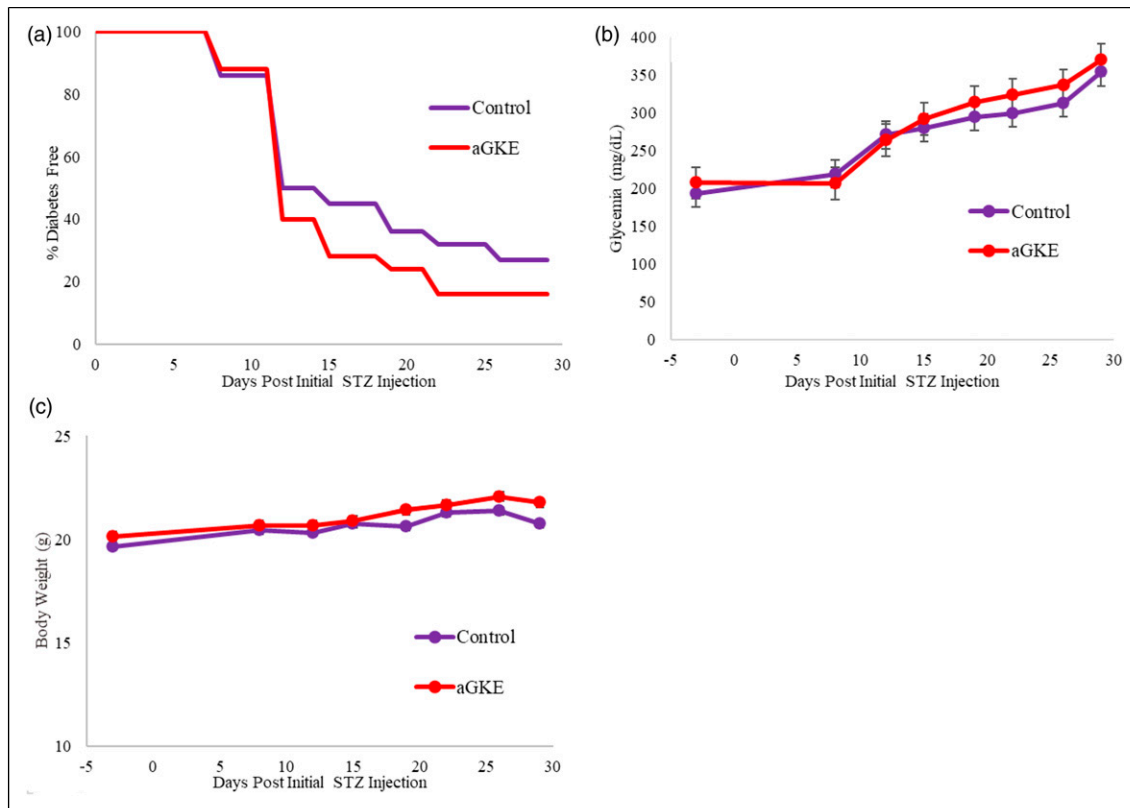 (a)
100
80
60
40
20
0
% Diabetes Free
Control
aGKE
0 5 10 15 20 25 30
Days Post Initial STZ Injection
(b)
400
350
300
250
200
150
100
50
0
Glycemia (mg/dL)
Control
aGKE
-5 0 5 10 15 20 25 30
Days Post Initial STZ Injection
(c)
25
20
15
10
Body Weight (g)
Control
aGKE
-5 0 5 10 15 20 25 30
Days Post Initial STZ Injection